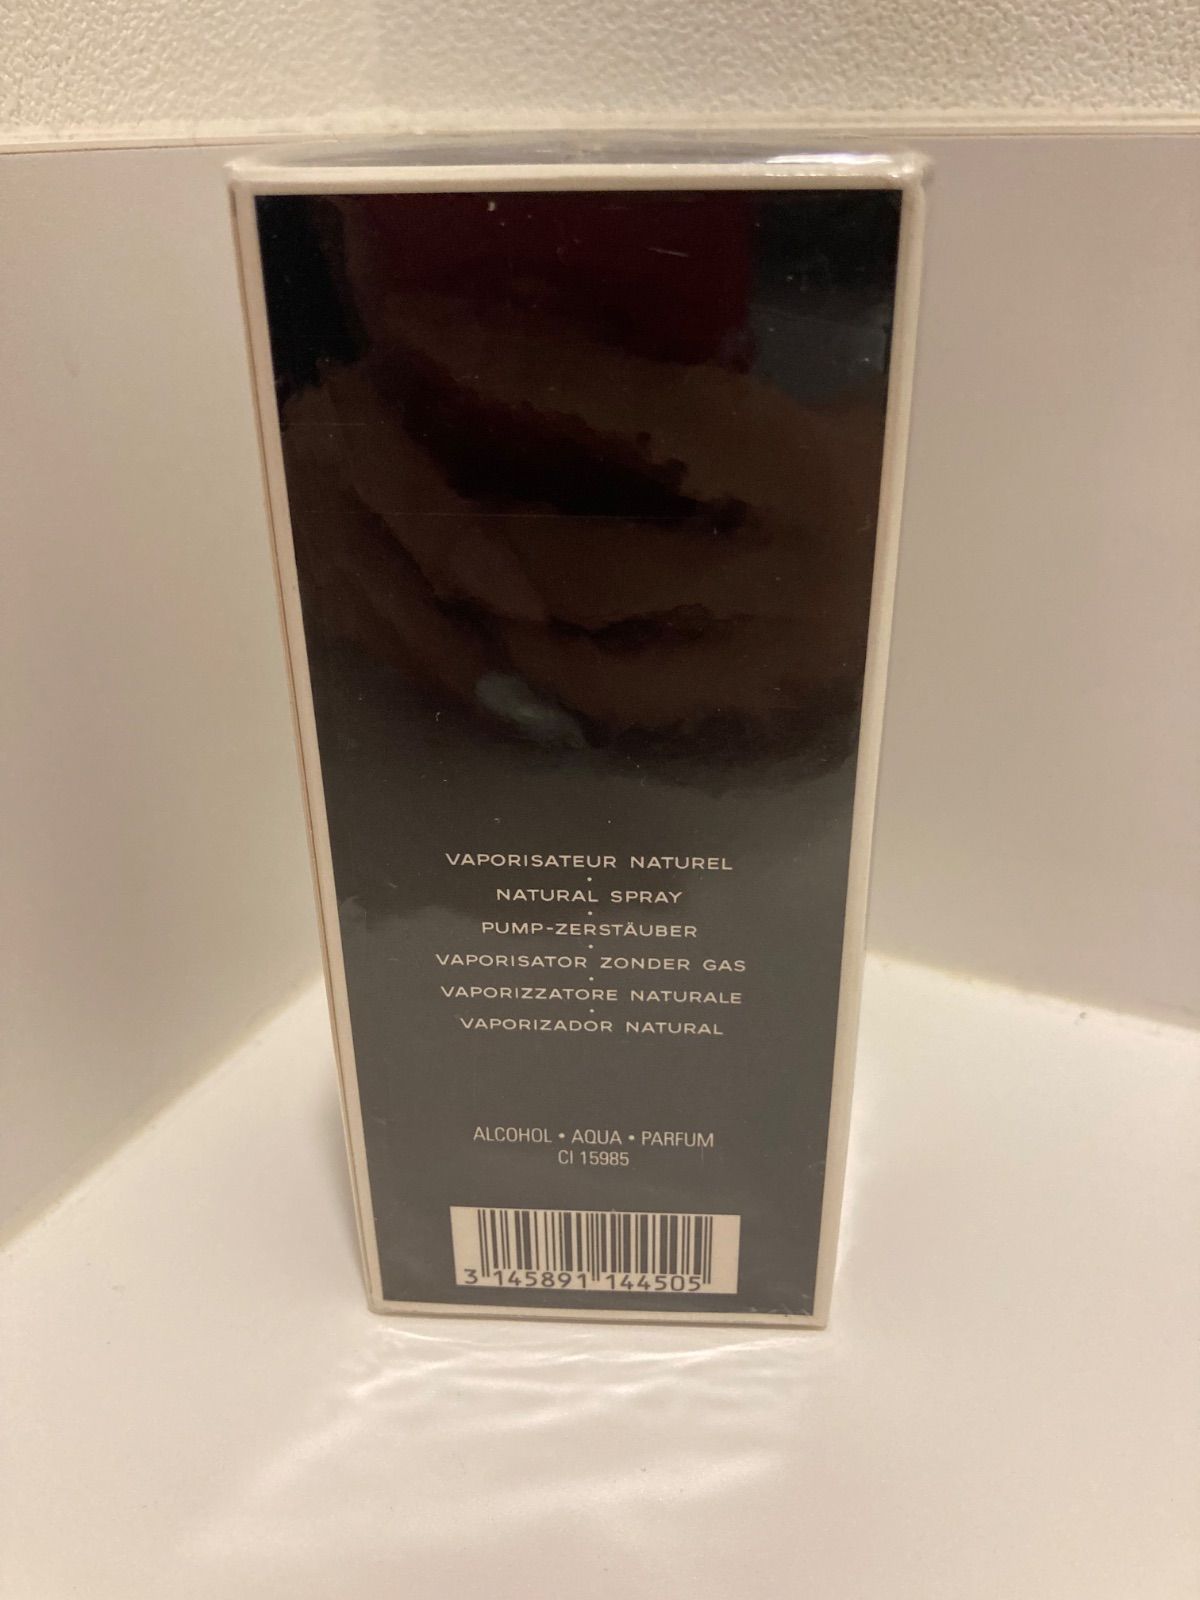 VAPORISATEUR NATUREL
•
NATURAL SPRAY
•
PUMP-ZERSTÄUBER
•
VAPORISATOR ZONDER GAS
•
VAPORIZZATORE NATURALE
•
VAPORIZADOR NATURAL
ALCOHOL • AQUA • PARFUM
CI 15985
3 145891 144505